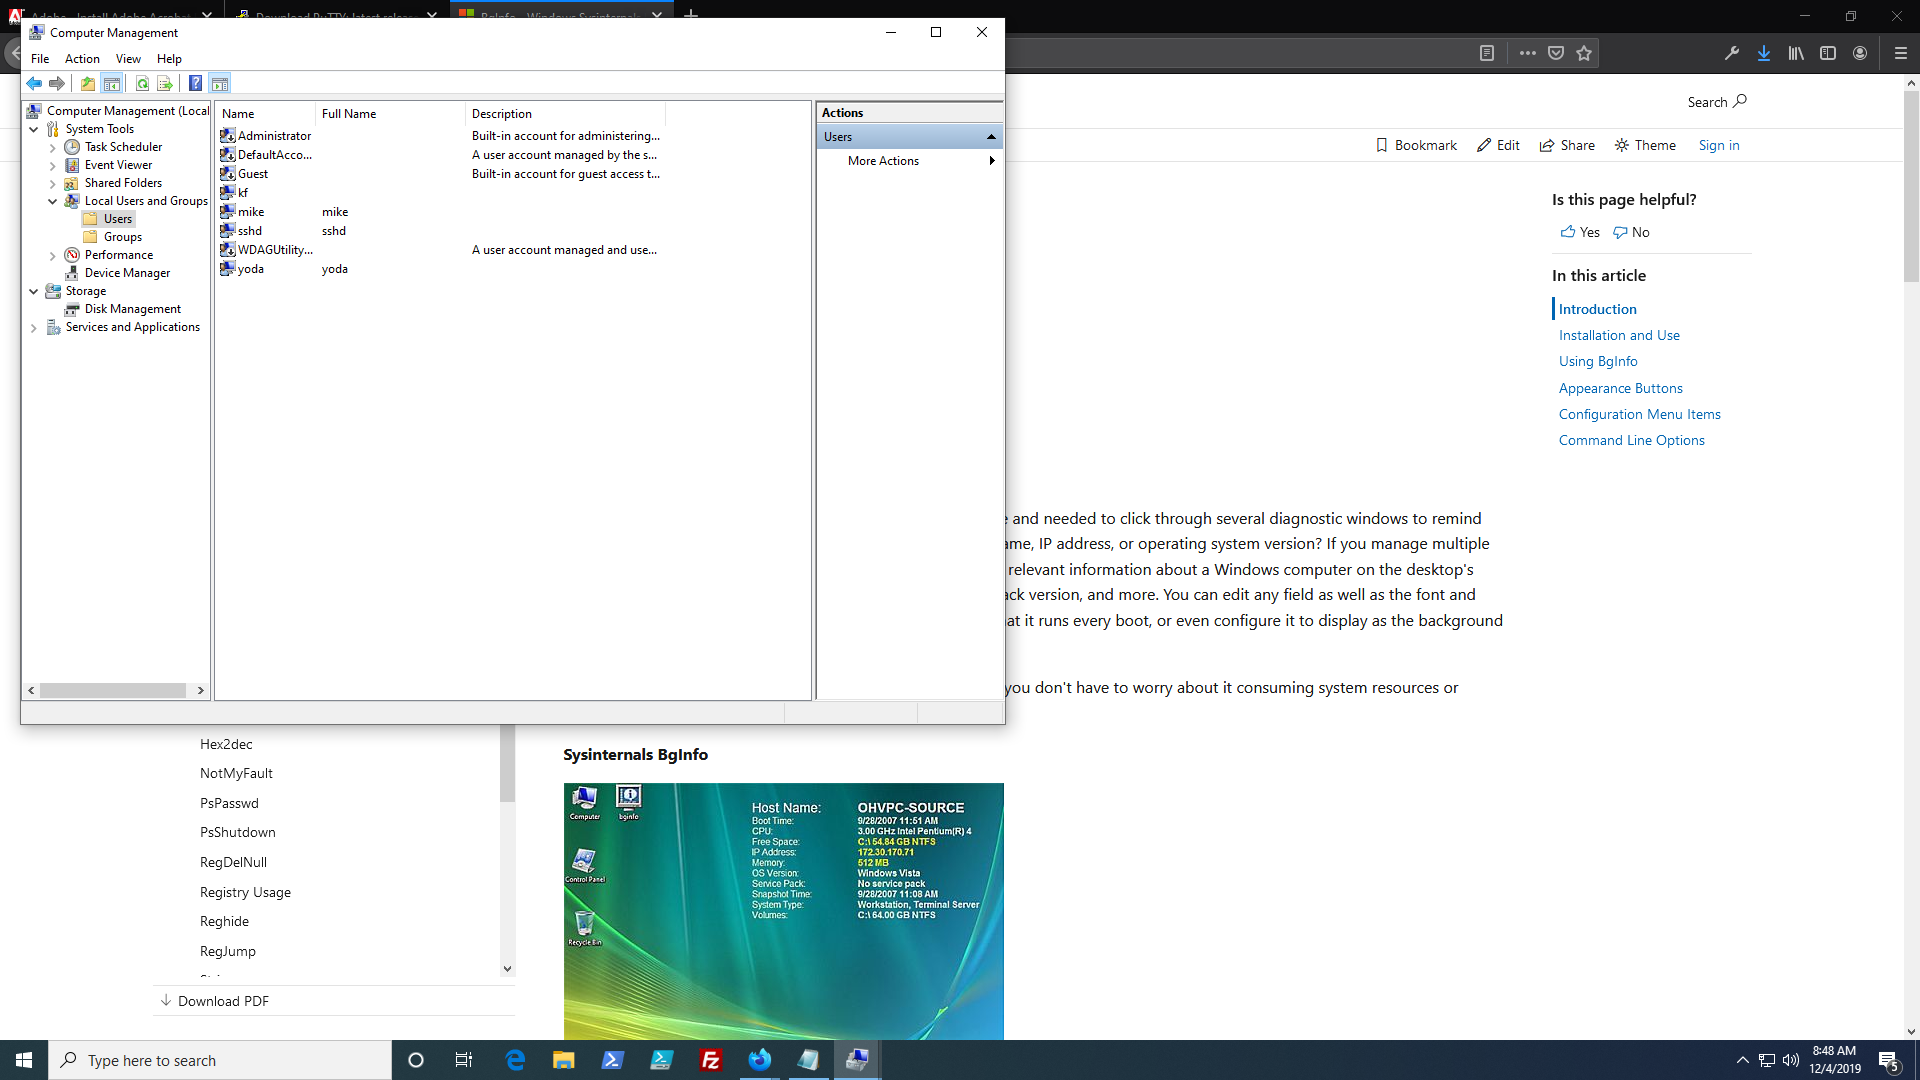 Adobe - Install Adobe Acrobat
Download PuTTY: latest release
BgInfo - Windows Sysinternals
Computer Management
File Action View Help
Computer Management (Local
System Tools
Task Scheduler
Event Viewer
Shared Folders
Local Users and Groups
Users
Groups
Performance
Device Manager
Storage
Disk Management
Services and Applications
Name Full Name Description
Administrator Built-in account for administering...
DefaultAcco... A user account managed by the s...
Guest Built-in account for guest access t...
kf
mike mike
sshd sshd
WDAGUtility... A user account managed and use...
yoda yoda
Actions
Users
More Actions
Search
Bookmark Edit Share Theme Sign in
Is this page helpful?
Yes No
In this article
Introduction
Installation and Use
Using BgInfo
Appearance Buttons
Configuration Menu Items
Command Line Options
and needed to click through several diagnostic windows to remind
ame, IP address, or operating system version? If you manage multiple
relevant information about a Windows computer on the desktop's
ack version, and more. You can edit any field as well as the font and
at it runs every boot, or even configure it to display as the background
you don't have to worry about it consuming system resources or
Hex2dec
NotMyFault
PsPasswd
PsShutdown
RegDelNull
Registry Usage
Reghide
RegJump
Download PDF
Sysinternals BgInfo
Computer
bginfo
Control Panel
Recycle Bin
Host Name: OHVPC-SOURCE
Boot Time: 9/28/2007 11:51 AM
CPU: 3.00 GHz Intel Pentium(R) 4
Free Space: C:\ 54.84 GB NTFS
IP Address: 172.30.170.71
Memory: 512 MB
OS Version: Windows Vista
Service Pack: No service pack
Snapshot Time: 9/28/2007 11:08 AM
System Type: Workstation, Terminal Server
Volumes: C:\ 64.00 GB NTFS
Type here to search
8:48 AM
12/4/2019
5